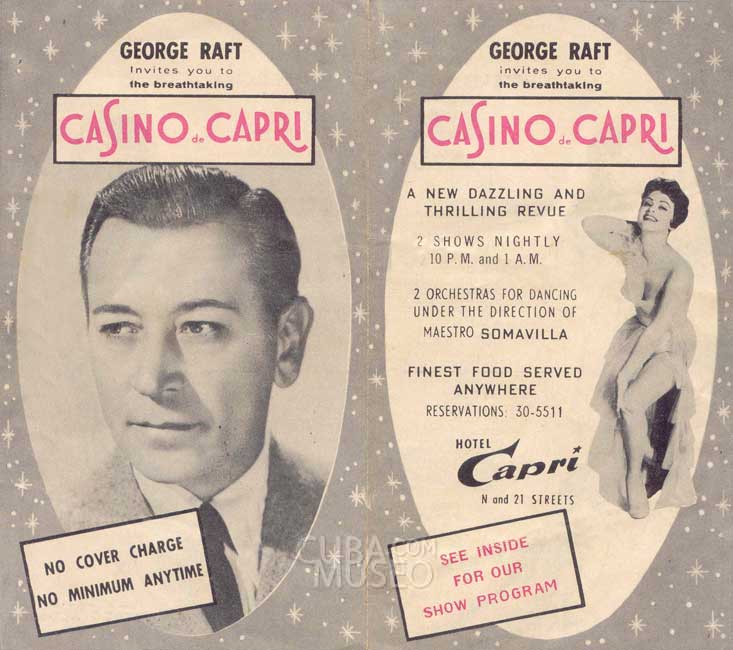 GEORGE RAFT
Invites you to
the breathtaking
CASINO de CAPRI
NO COVER CHARGE
NO MINIMUM ANYTIME
GEORGE RAFT
invites you to
the breathtaking
CASINO de CAPRI
A NEW DAZZLING AND
THRILLING REVUE
2 SHOWS NIGHTLY
10 P.M. and 1 A.M.
2 ORCHESTRAS FOR DANCING
UNDER THE DIRECTION OF
MAESTRO SOMAVILLA
FINEST FOOD SERVED
ANYWHERE
RESERVATIONS: 30-5511
HOTEL
Capri
N and 21 STREETS
SEE INSIDE
FOR OUR
SHOW PROGRAM
CUBA.COM
MUSEO